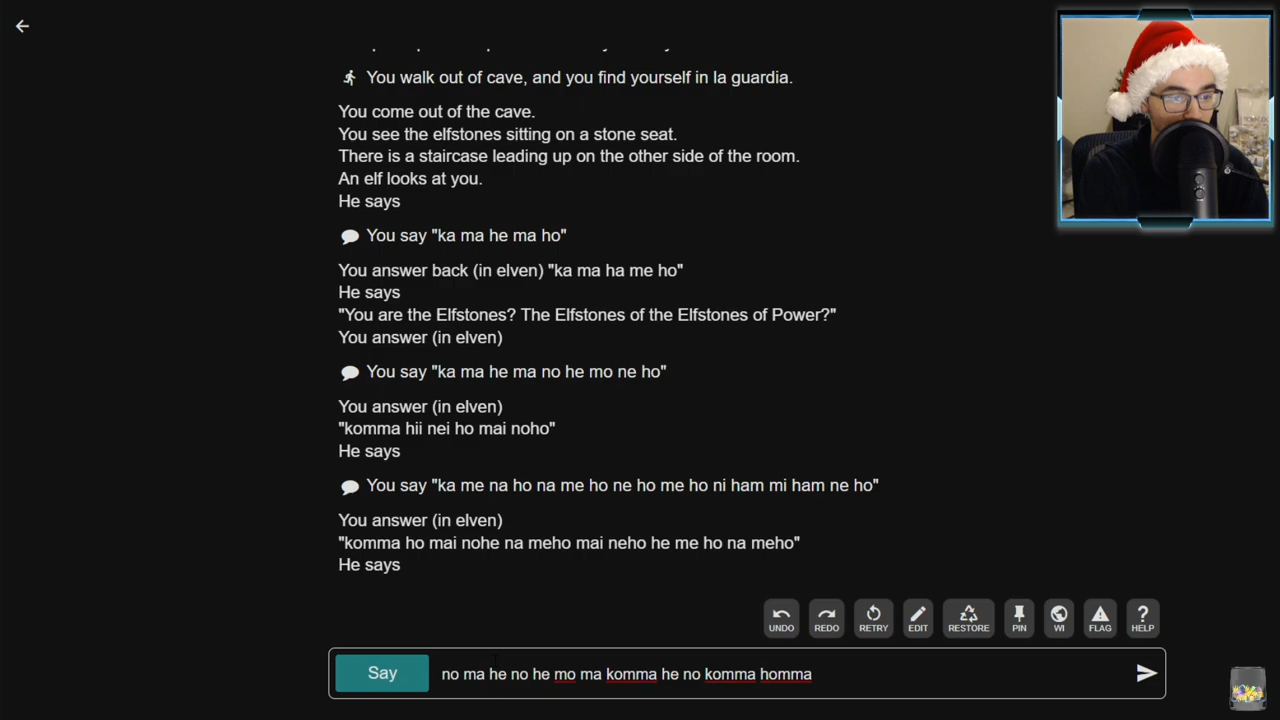 You walk out of cave, and you find yourself in la guardia.
You come out of the cave.
You see the elfstones sitting on a stone seat.
There is a staircase leading up on the other side of the room.
An elf looks at you.
He says
You say "ka ma he ma ho"
You answer back (in elven) "ka ma ha me ho"
He says
"You are the Elfstones? The Elfstones of the Elfstones of Power?"
You answer (in elven)
You say "ka ma he ma no he mo ne ho"
You answer (in elven)
"komma hii nei ho mai noho"
He says
You say "ka me na ho na me ho ne ho me ho ni ham mi ham ne ho"
You answer (in elven)
"komma ho mai nohe na meho mai neho he me ho na meho"
He says
UNDO REDO RETRY EDIT RESTORE PIN WI FLAG HELP
Say no ma he no he mo ma komma he no komma homma